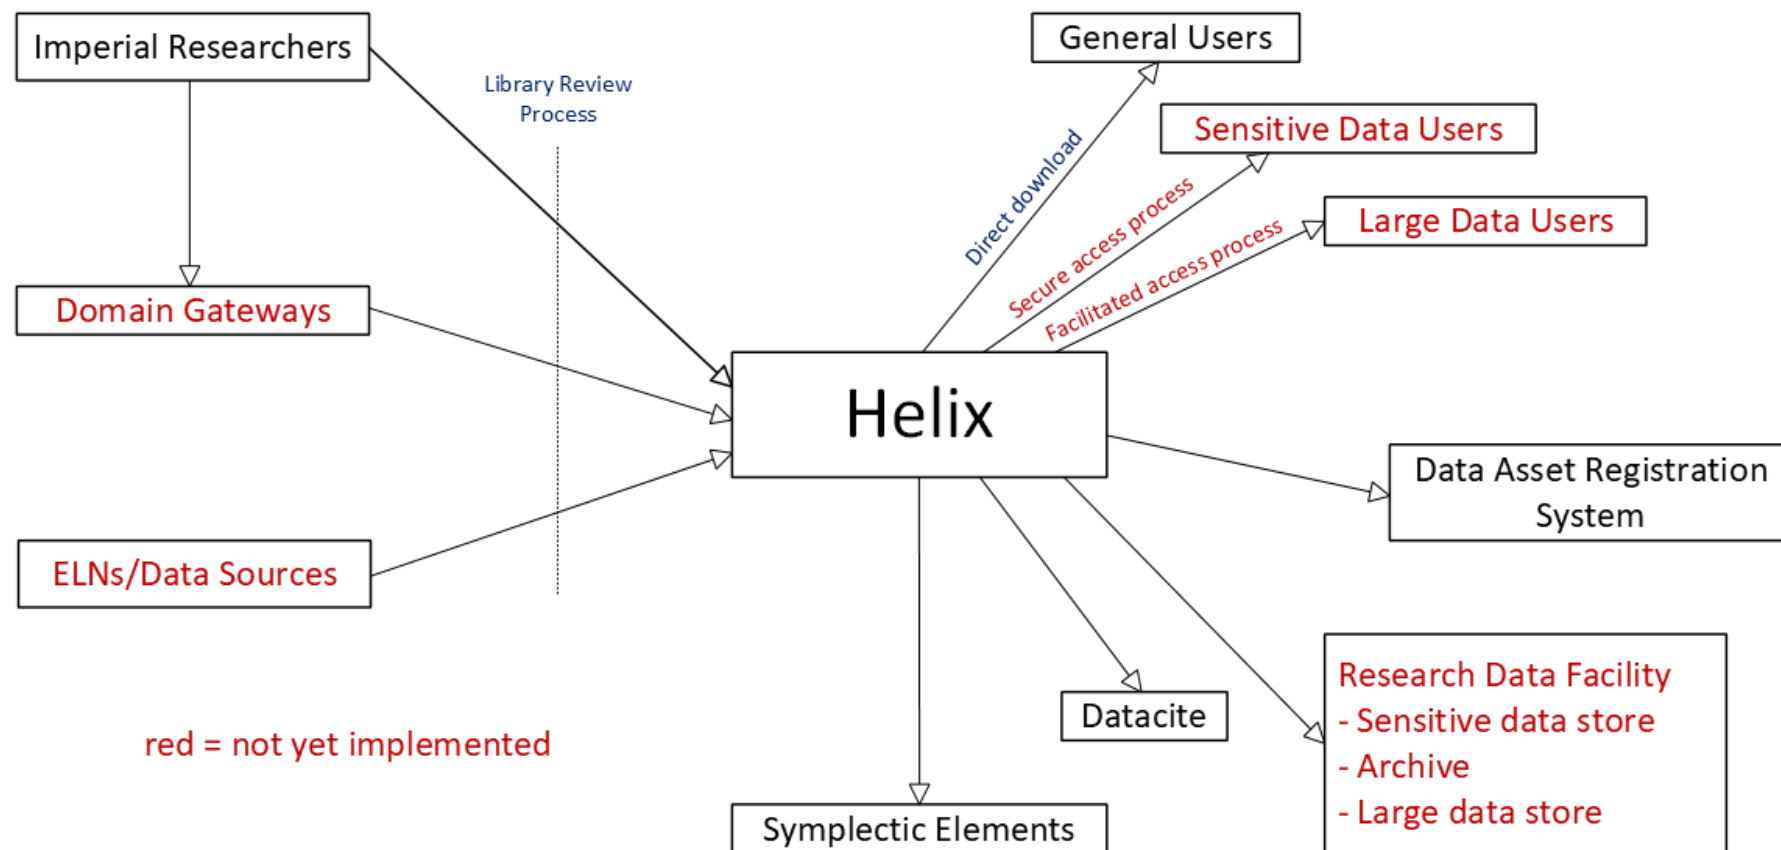 Imperial Researchers
General Users
Library Review
Process
Sensitive Data Users
Direct download
Secure access process
Large Data Users
Facilitated access process
Domain Gateways
Helix
Data Asset Registration
System
ELNs/Data Sources
Research Data Facility
- Sensitive data store
- Archive
- Large data store
Datacite
red = not yet implemented
Symplectic Elements